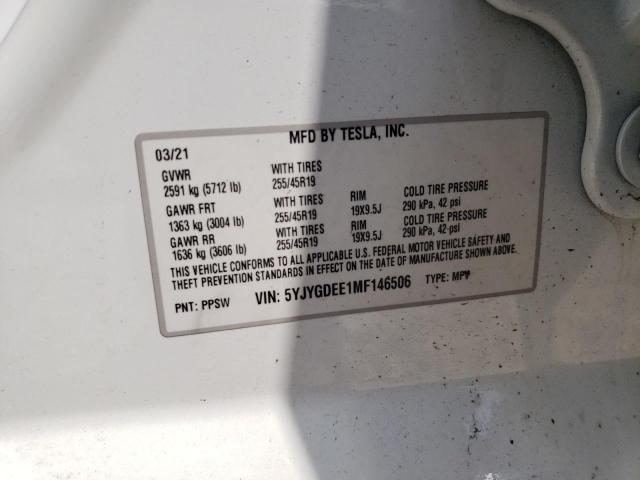 MFD BY TESLA, INC.
03/21
GVWR WITH TIRES
2591 kg (5712 lb) 255/45R19
GAWR FRT WITH TIRES RIM COLD TIRE PRESSURE
1363 kg (3004 lb) 255/45R19 19X9.5J 290 kPa, 42 psi
GAWR RR WITH TIRES RIM COLD TIRE PRESSURE
1636 kg (3606 lb) 255/45R19 19X9.5J 290 kPa, 42 psi
THIS VEHICLE CONFORMS TO ALL APPLICABLE U.S. FEDERAL MOTOR VEHICLE SAFETY AND
THEFT PREVENTION STANDARDS IN EFFECT ON THE DATE OF MANUFACTURE SHOWN ABOVE.
PNT: PPSW VIN: 5YJYGDEE1MF146506 TYPE: MPV